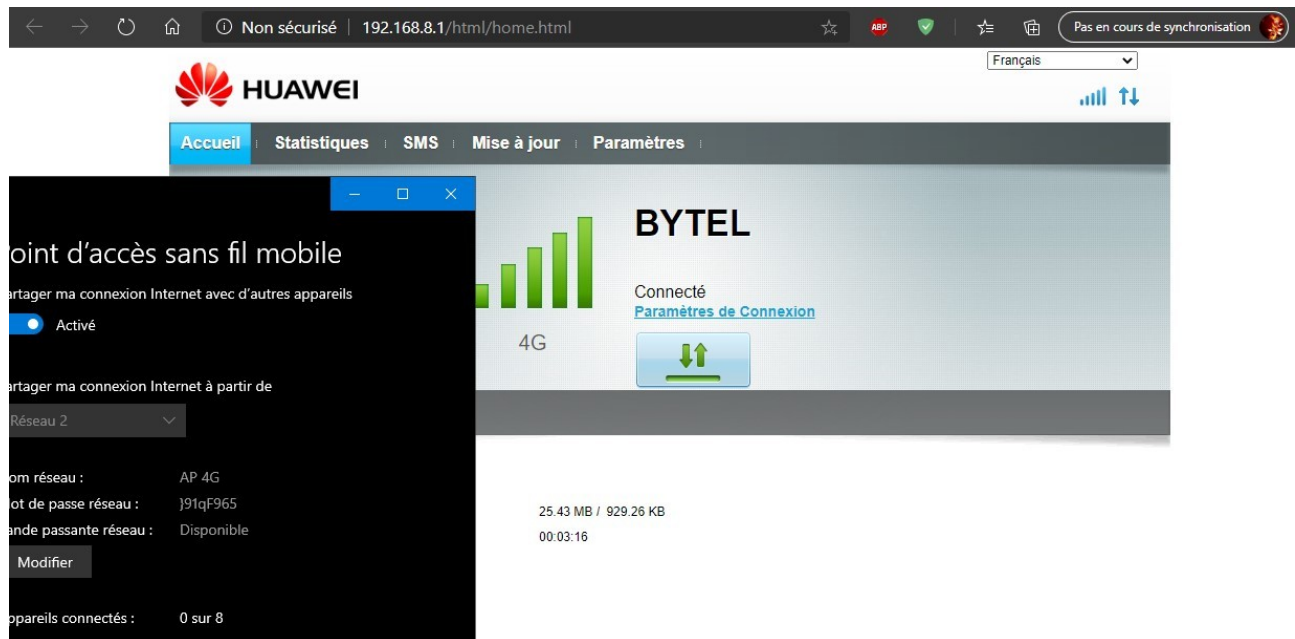 Non sécurisé | 192.168.8.1/html/home.html
ABP
Pas en cours de synchronisation
Français
HUAWEI
Accueil
Statistiques
SMS
Mise à jour
Paramètres
oint d'accès sans fil mobile
artager ma connexion Internet avec d'autres appareils
Activé
artager ma connexion Internet à partir de
Réseau 2
om réseau : AP 4G
ot de passe réseau : }91qF965
ande passante réseau : Disponible
Modifier
ppareils connectés : 0 sur 8
BYTEL
Connecté
Paramètres de Connexion
4G
25.43 MB / 929.26 KB
00:03:16